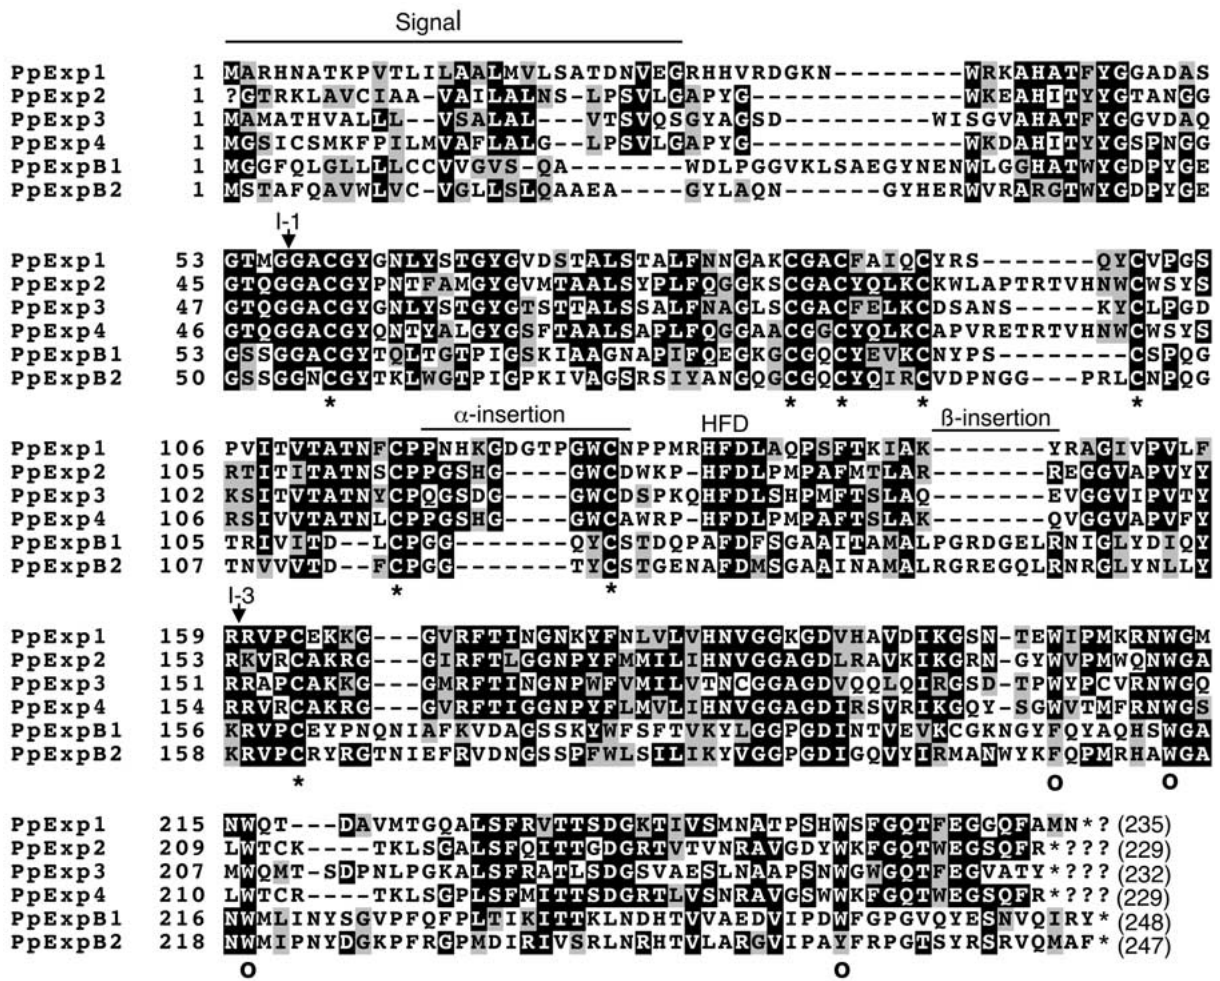 Signal
PpExp1 1 MARHNATKPVTLILAALMVLSATDNVEGRHHVRDGKN--------WRKAHATFYGGADAS
PpExp2 1 ?GTRKLAVCIAA-VAILALNS-LPSVLGAPYG-------------WKEAHITYYGTANGG
PpExp3 1 MAMATHVALLL--VSALAL---VTSVQSGYAGSD---------WISGVAHATFYGGVDAQ
PpExp4 1 MGSICSMKFPILMVAFLALG--LPSVLGAPYG-------------WKDAHITYYGSPNGG
PpExpB1 1 MGGFQLGLLLLCCVVGVS-QA-------WDLPGGVKLSAEGYNENWLGGHATWYGDPYGE
PpExpB2 1 MSTAFQAVWLVC-VGLLSLQAAEA----GYLAQN------GYHERWVRARGTWYGDPYGE
I-1
PpExp1 53 GTMGGACGYGNLYSTGYGVDSTALSTALFNNGAKCGACFAIQCYRS-------QYCVPGS
PpExp2 45 GTQGGACGYPNTFAMGYGVMTAALSYPLFQGGKSCGACYQLKCKWLAPTRTVHNWCWSYS
PpExp3 47 GTQGGACGYGNLYSTGYGTSTTALSSALFNAGLSCGACFELKCDSANS-----KYCLPGD
PpExp4 46 GTQGGACGYQNTYALGYGSFTAALSAPLFQGGAACGGCYQLKCAPVRETRTVHNWCWSYS
PpExpB1 53 GSSGGACGYTQLTGTPIGSKIAAGNAPIFQEGKGCGQCYEVKCNYPS--------CSPQG
PpExpB2 50 GSSGGNCGYTKLWGTPIGPKIVAGSRSIYANGQGCGQCYQIRCVDPNGG---PRLCNPQG
* * * * *
α-insertion HFD ß-insertion
PpExp1 106 PVITVTATNFCPPNHKGDGTPGWCNPPMRHFDLAQPSFTKIAK-------YRAGIVPVLF
PpExp2 105 RTITITATNSCPPGSHG----GWCDWKP-HFDLPMPAFMTLAR-------REGGVAPVYY
PpExp3 102 KSITVTATNYCPQGSDG----GWCDSPKQHFDLSHPMFTSLAQ-------EVGGVIPVTY
PpExp4 106 RSIVVTATNLCPPGSHG----GWCAWRP-HFDLPMPAFTSLAK-------QVGGVAPVFY
PpExpB1 105 TRIVITD--LCPGG-------QYCSTDQPAFDFSGAAITAMALPGRDGELRNIGLYDIQY
PpExpB2 107 TNVVVTD--FCPGG-------TYCSTGENAFDMSGAAINAMALRGREGQLRNRGLYNLLY
* *
I-3
PpExp1 159 RRVPCEKKG---GVRFTINGNKYFNLVLVHNVGGKGDVHAVDIKGSN-TEWIPMKRNWGM
PpExp2 153 RKVRCAKRG---GIRFTLGGNPYFMMILIHNVGGAGDLRAVKIKGRN-GYWVPMWQNWGA
PpExp3 151 RRAPCAKKG---GMRFTINGNPWFVMILVTNCGGAGDVQQLQIRGSD-TPWYPCVRNWGQ
PpExp4 154 RRVRCAKRG---GVRFTIGGNPYFLMVLIHNVGGAGDIRSVRIKGQY-SGWVTMFRNWGS
PpExpB1 156 KRVPCEYPNQNIAFKVDAGSSKYWFSFTVKYLGGPGDINTVEVKCGKNGYFQYAQHSWGA
PpExpB2 158 KRVPCRYRGTNIEFRVDNGSSPFWLSILIKYVGGPGDIGQVYIRMANWYKFQPMRHAWGA
* o o
PpExp1 215 NWQT---DAVMTGQALSFRVTTSDGKTIVSMNATPSHWSFGQTFEGGQFAMN*? (235)
PpExp2 209 LWTCK----TKLSGALSFQITTGDGRTVTVNRAVGDYWKFGQTWEGSQFR*??? (229)
PpExp3 207 MWQMT-SDPNLPGKALSFRATLSDGSVAESLNAAPSNWGWGQTFEGVATY*??? (232)
PpExp4 210 LWTCR----TKLSGPLSFMITTSDGRTLVSNRAVGSWWKFGQTWEGSQFR*??? (229)
PpExpB1 216 NWMLINYSGVPFQFPLTIKITTKLNDHTVVAEDVIPDWFGPGVQYESNVQIRY* (248)
PpExpB2 218 NWMIPNYDGKPFRGPMDIRIVSRLNRHTVLARGVIPAYFRPGTSYRSRVQMAF* (247)
o o